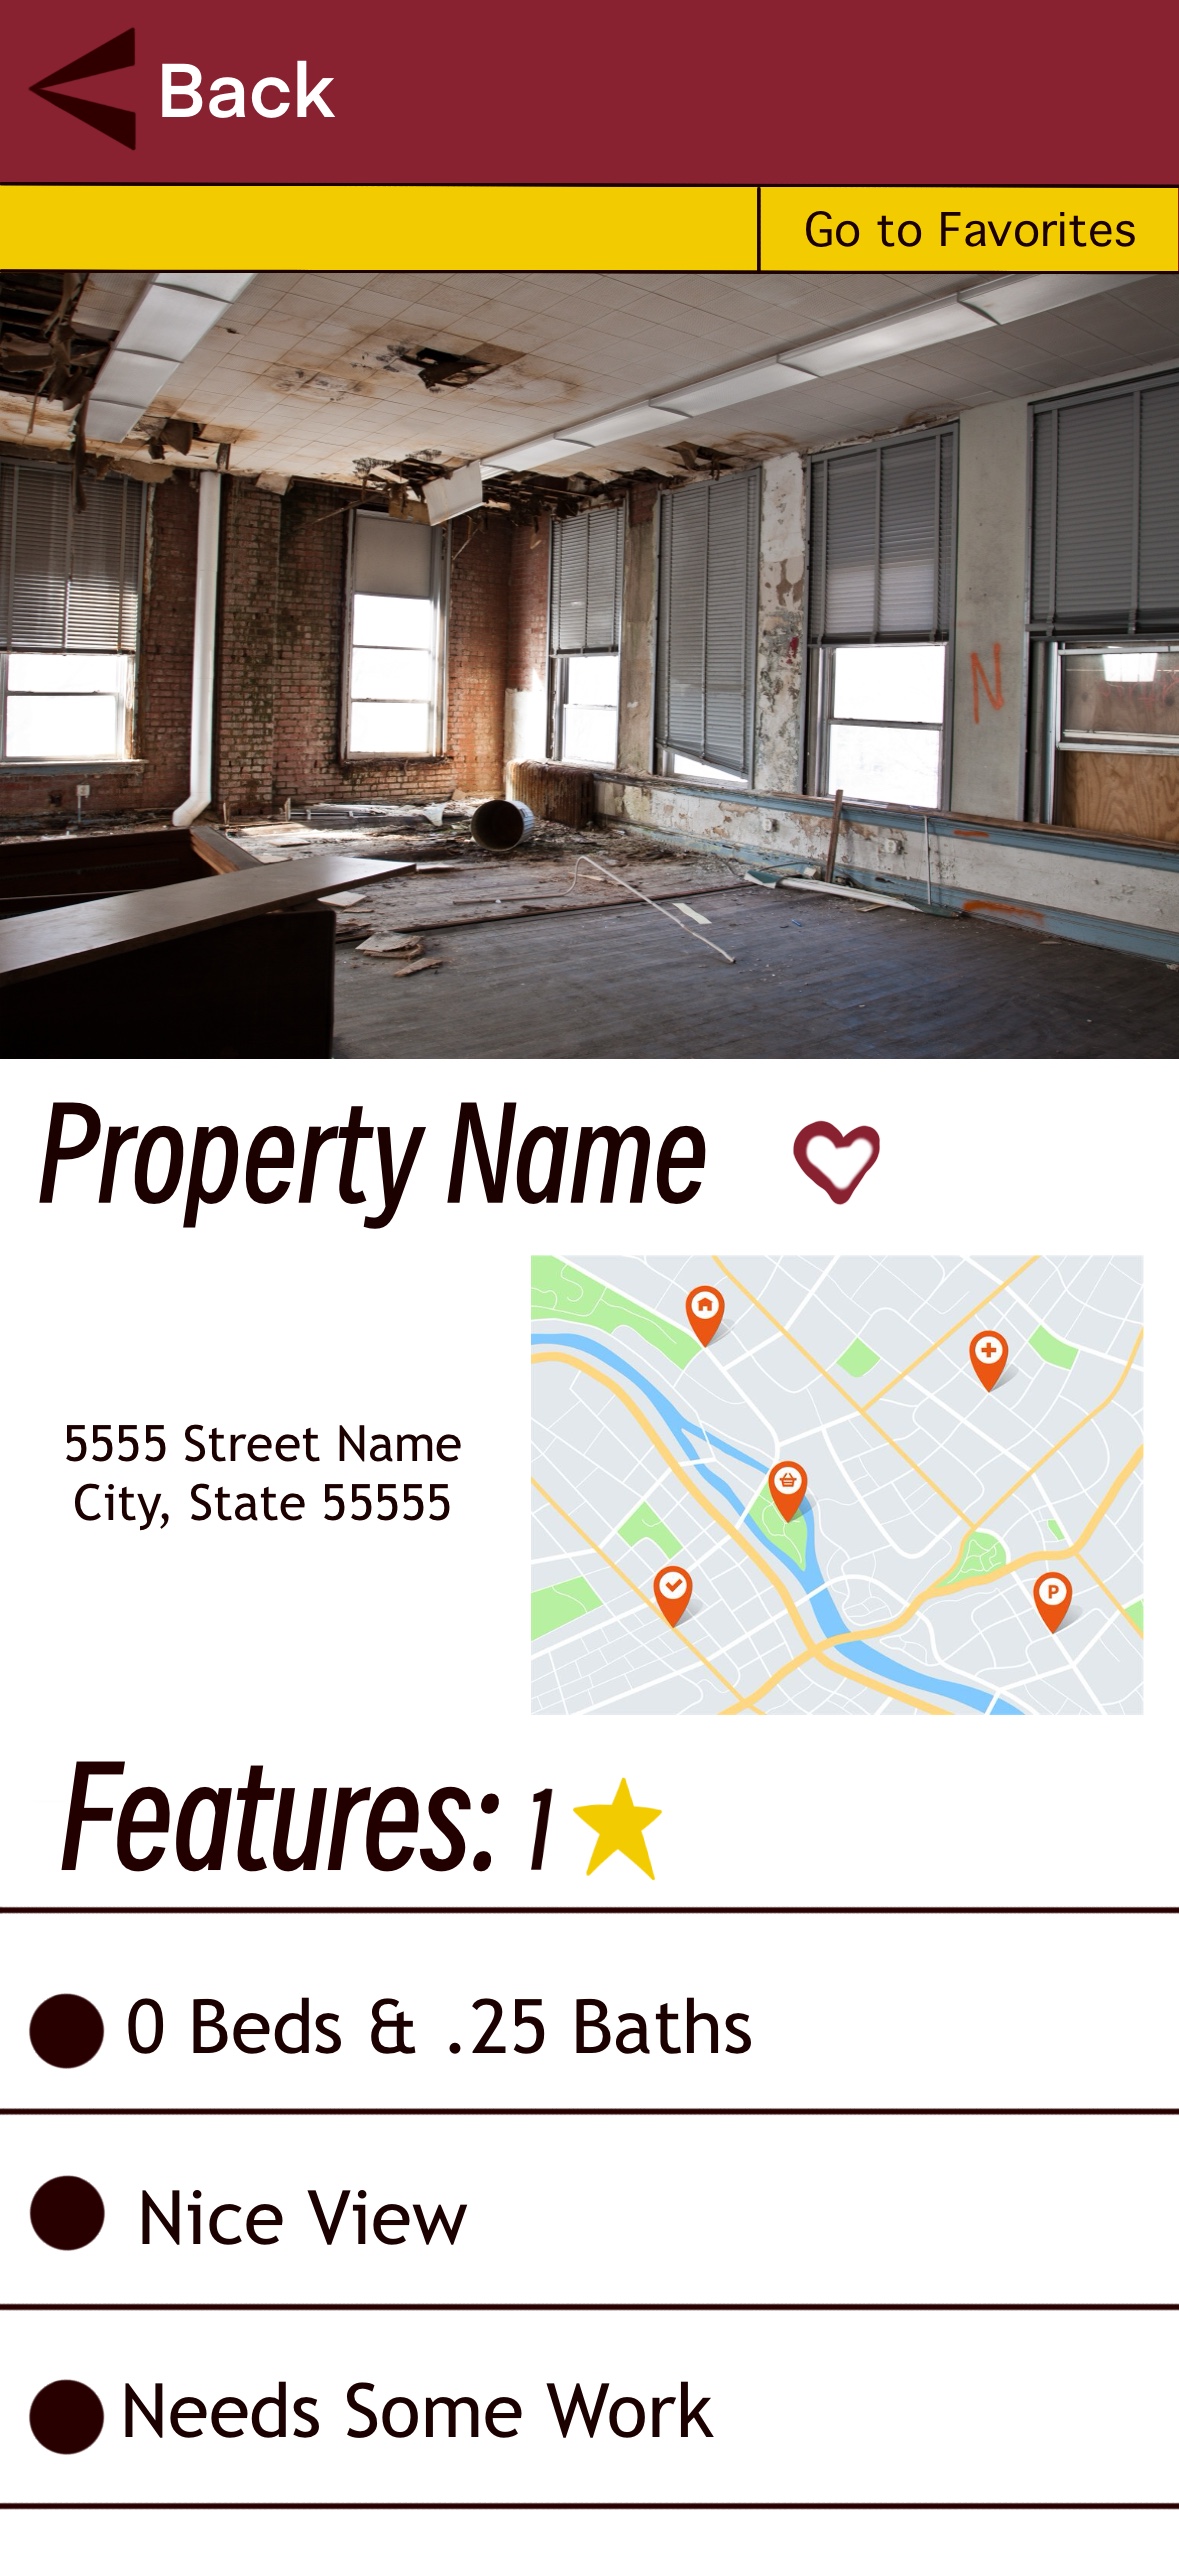 Back
Go to Favorites
N
Property Name
5555 Street Name
City, State 55555
P
Features: 1
0 Beds & .25 Baths
Nice View
Needs Some Work